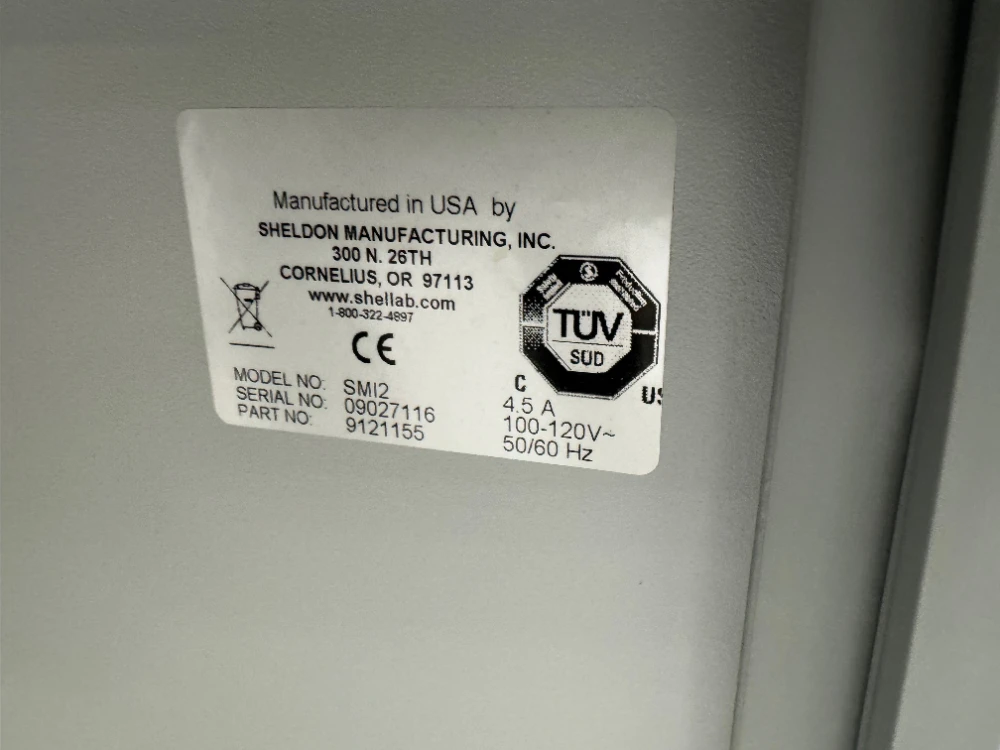 Manufactured in USA by
SHELDON MANUFACTURING, INC.
300 N. 26TH
CORNELIUS, OR 97113
www.shellab.com
1-800-322-4897
CE
TÜV
SÜD
C US
MODEL NO: SMI2
SERIAL NO: 09027116
PART NO: 9121155
4.5 A
100-120V~
50/60 Hz